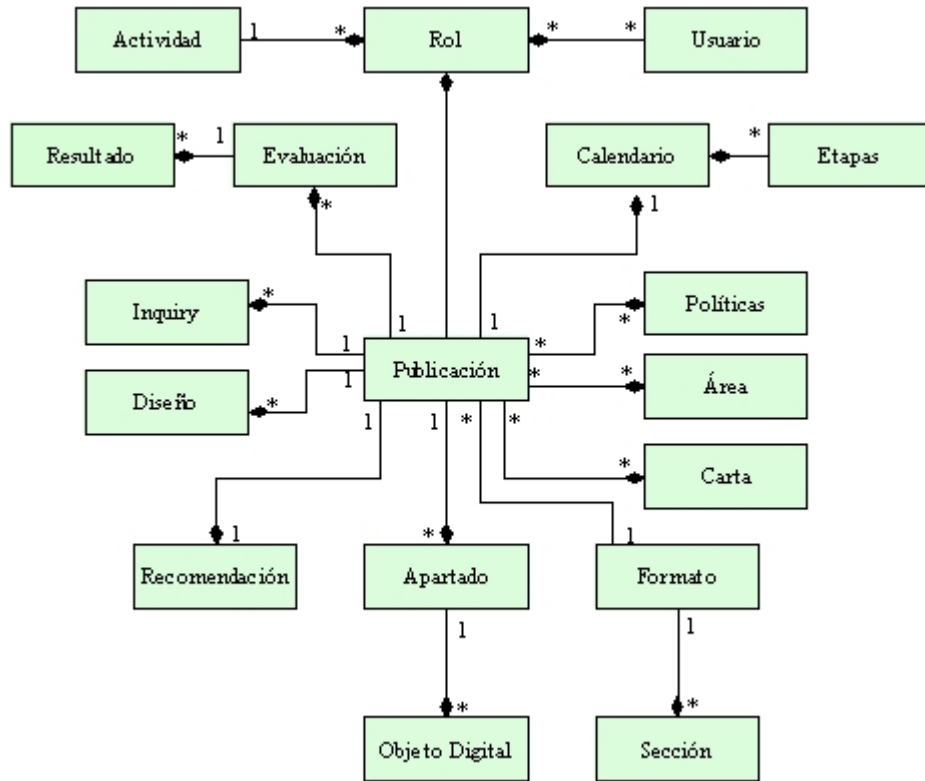 Actividad 1 * Rol * * Usuario
Resultado * 1 Evaluación Calendario * Etapas
* 1
Inquiry * 1 1 * Políticas
1 * *
Publicación
Diseño * 1 * * Área
1 1 * *
* Carta
1 * 1
Recomendación Apartado Formato
1 1
* *
Objeto Digital Sección